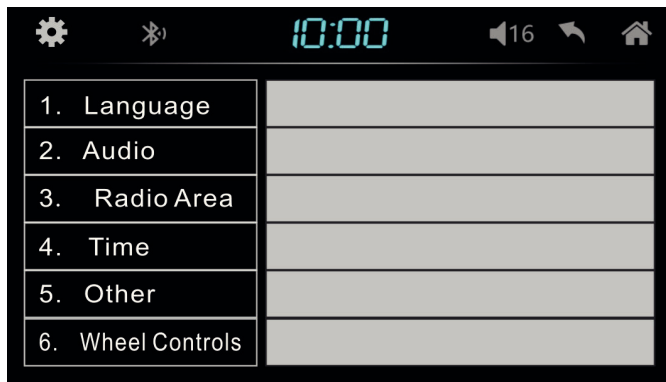 10:00 16
1. Language
2. Audio
3. Radio Area
4. Time
5. Other
6. Wheel Controls